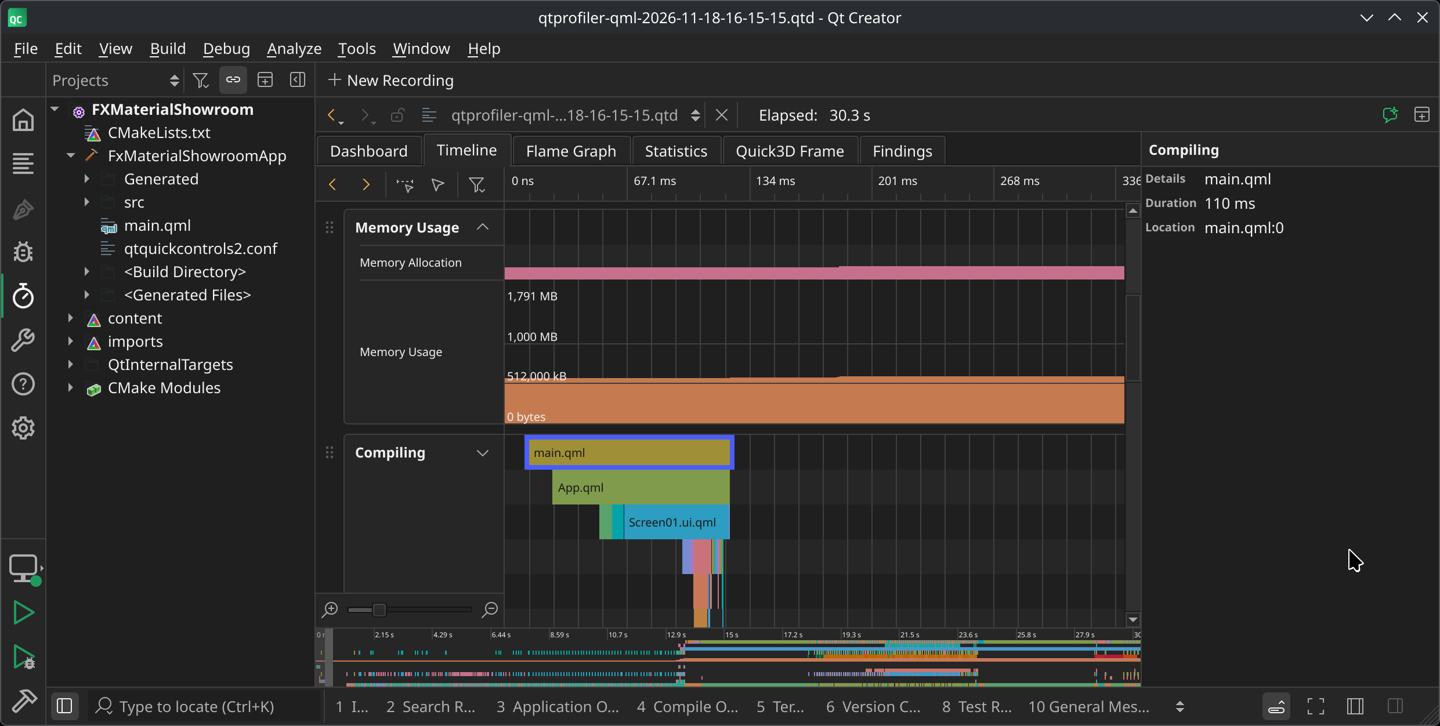 qtprofiler-qml-2026-11-18-16-15-15.qtd - Qt Creator
File Edit View Build Debug Analyze Tools Window Help
Projects
New Recording
FXMaterialShowroom
CMakeLists.txt
FxMaterialShowroomApp
Generated
src
main.qml
qtquickcontrols2.conf
<Build Directory>
<Generated Files>
content
imports
QtInternalTargets
CMake Modules
qtprofiler-qml-...18-16-15-15.qtd
Elapsed: 30.3 s
Dashboard Timeline Flame Graph Statistics Quick3D Frame Findings
0 ns 67.1 ms 134 ms 201 ms 268 ms 336
Memory Usage
Memory Allocation
1,791 MB
1,000 MB
Memory Usage
512,000 kB
0 bytes
Compiling
main.qml
App.qml
Screen01.ui.qml
2.15 s 4.29 s 6.44 s 8.59 s 10.7 s 12.9 s 15 s 17.2 s 19.3 s 21.5 s 23.6 s 25.8 s 27.9 s 30
Compiling
Details main.qml
Duration 110 ms
Location main.qml:0
Type to locate (Ctrl+K)
1 I... 2 Search R... 3 Application O... 4 Compile O... 5 Ter... 6 Version C... 8 Test R... 10 General Mes...